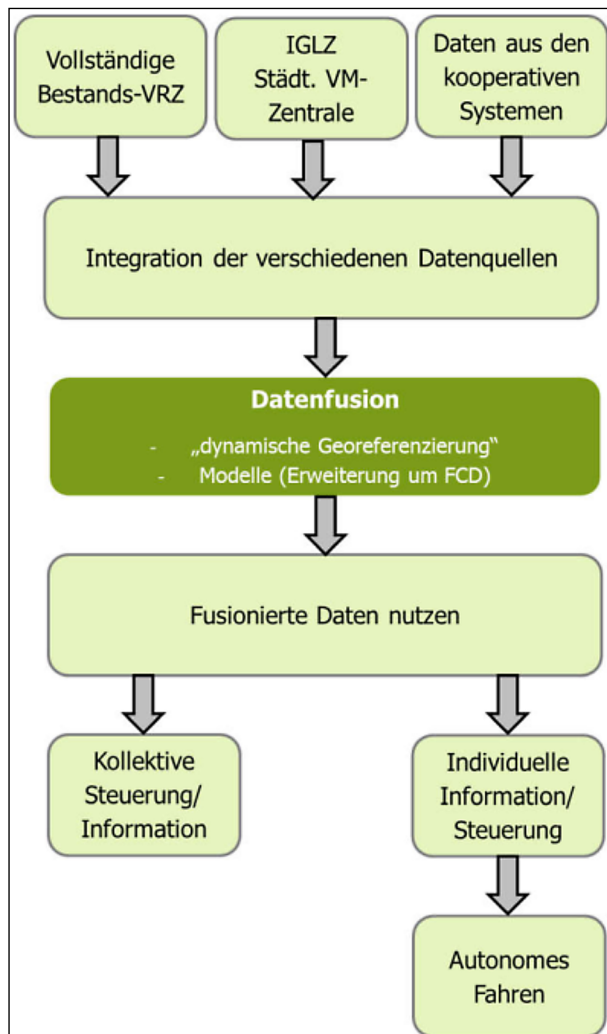 Vollständige
Bestands-VRZ
IGLZ
Städt. VM-
Zentrale
Daten aus den
kooperativen
Systemen
Integration der verschiedenen Datenquellen
Datenfusion
- „dynamische Georeferenzierung“
- Modelle (Erweiterung um FCD)
Fusionierte Daten nutzen
Kollektive
Steuerung/
Information
Individuelle
Information/
Steuerung
Autonomes
Fahren